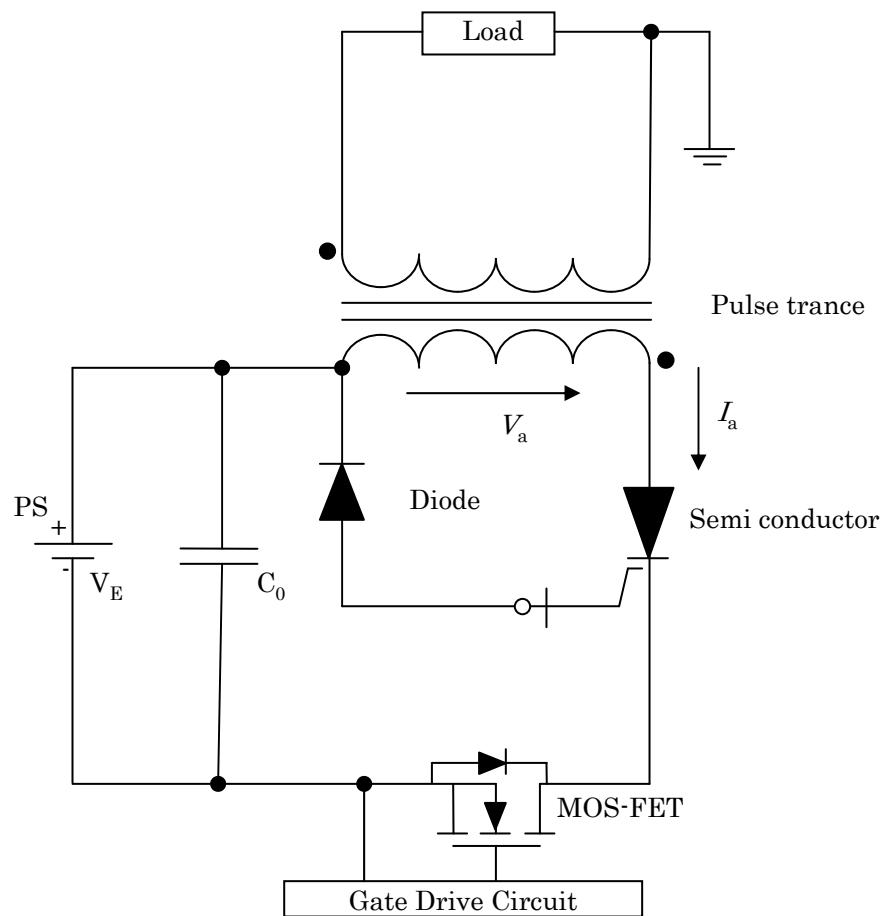 Load
Pulse trance
V_a
I_a
Diode
Semi conductor
PS
+
-
V_E
C_0
MOS-FET
Gate Drive Circuit